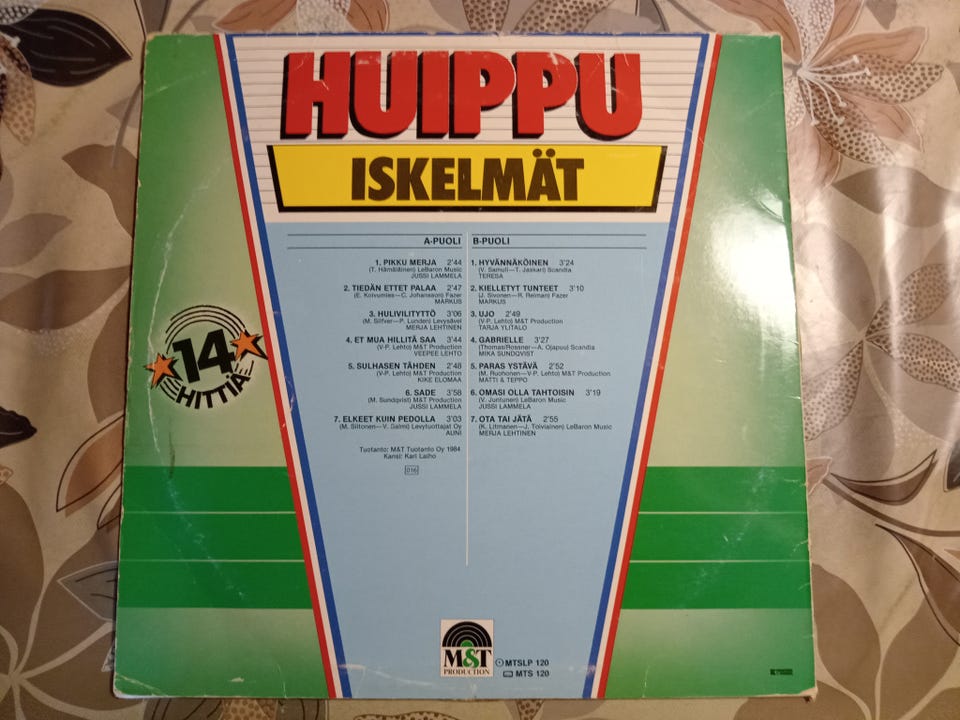 HUIPPU
ISKELMÄT
A-PUOLI
1. PIKKU MERJA 2'44
(T. Hämäläinen) LeBaron Music
JUSSI LAMMELA
2. TIEDÄN ETTET PALAA 2'47
(E. Koivumies—C. Johansson) Fazer
MARKUS
3. HULIVILITYTTÖ 3'06
(M. Silfver—P. Lunden) Levysävel
MERJA LEHTINEN
4. ET MUA HILLITÄ SAA 3'44
(V-P. Lehto) M&T Production
VEEPEE LEHTO
5. SULHASEN TÄHDEN 2'48
(V-P. Lehto) M&T Production
KIKE ELOMAA
6. SADE 3'58
(M. Sundqvist) M&T Production
JUSSI LAMMELA
7. ELKEET KUIN PEDOLLA 3'03
(M. Siitonen—V. Salmi) Levytuottajat Oy
AUNI
Tuotanto: M&T Tuotanto Oy 1984
Kansi: Kari Laiho
016
B-PUOLI
1. HYVÄNNÄKÖINEN 3'24
(V. Samuli—T. Jaskari) Scandia
TERESA
2. KIELLETYT TUNTEET 3'10
(J. Sivonen—R. Reiman) Fazer
MARKUS
3. UJO 2'49
(V-P. Lehto) M&T Production
TARJA YLITALO
4. GABRIELLE 3'27
(Thomas/Rossner—A. Ojapuu) Scandia
MIKA SUNDQVIST
5. PARAS YSTÄVÄ 2'52
(M. Ruohonen—V-P. Lehto) M&T Production
MATTI & TEPPO
6. OMASI OLLA TAHTOISIN 3'19
(V. Juntunen) LeBaron Music
JUSSI LAMMELA
7. OTA TAI JÄTÄ 2'55
(K. Litmanen—J. Toiviainen) LeBaron Music
MERJA LEHTINEN
14
HITTIÄ
M&T
PRODUCTION
MTSLP 120
MTS 120